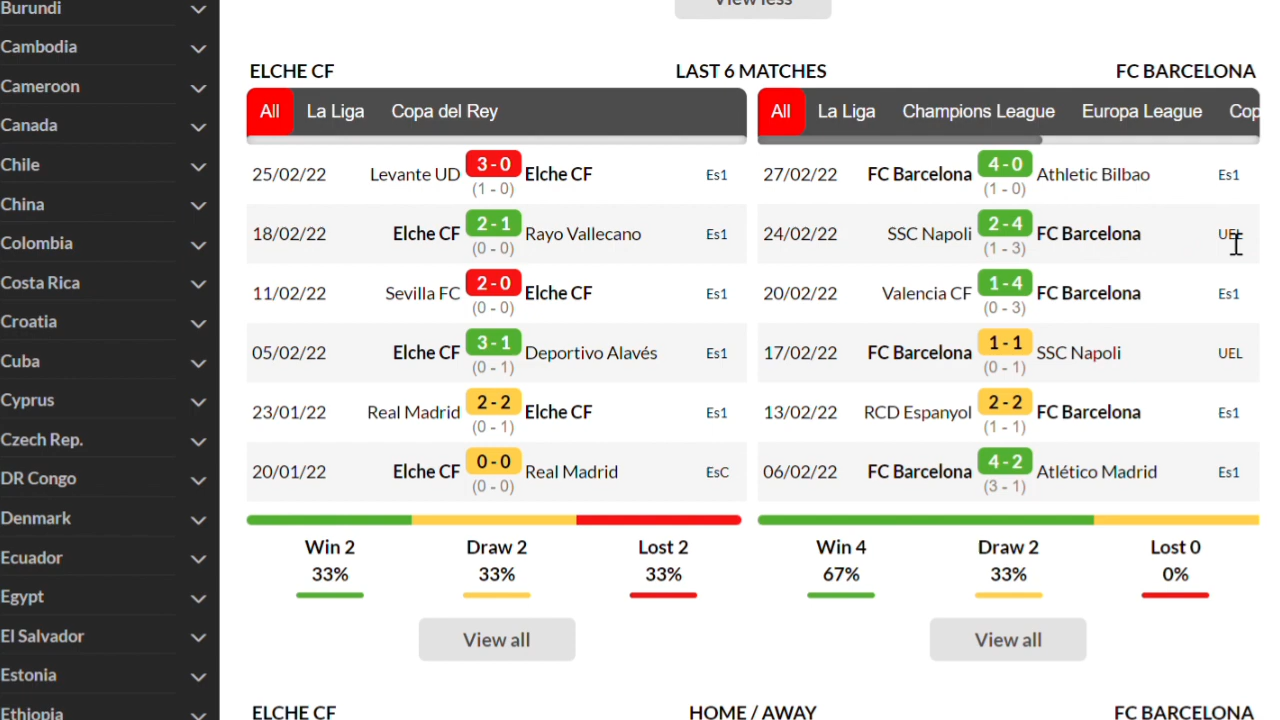 View less
Burundi
Cambodia
Cameroon
Canada
Chile
China
Colombia
Costa Rica
Croatia
Cuba
Cyprus
Czech Rep.
DR Congo
Denmark
Ecuador
Egypt
El Salvador
Estonia
Ethiopia
ELCHE CF LAST 6 MATCHES FC BARCELONA
All La Liga Copa del Rey
25/02/22 Levante UD 3 - 0 Elche CF Es1
(1 - 0)
18/02/22 Elche CF 2 - 1 Rayo Vallecano Es1
(0 - 0)
11/02/22 Sevilla FC 2 - 0 Elche CF Es1
(0 - 0)
05/02/22 Elche CF 3 - 1 Deportivo Alavés Es1
(0 - 1)
23/01/22 Real Madrid 2 - 2 Elche CF Es1
(0 - 1)
20/01/22 Elche CF 0 - 0 Real Madrid EsC
(0 - 0)
Win 2 Draw 2 Lost 2
33% 33% 33%
View all
All La Liga Champions League Europa League Cop
27/02/22 FC Barcelona 4 - 0 Athletic Bilbao Es1
(1 - 0)
24/02/22 SSC Napoli 2 - 4 FC Barcelona UEL
(1 - 3)
20/02/22 Valencia CF 1 - 4 FC Barcelona Es1
(0 - 3)
17/02/22 FC Barcelona 1 - 1 SSC Napoli UEL
(0 - 1)
13/02/22 RCD Espanyol 2 - 2 FC Barcelona Es1
(1 - 1)
06/02/22 FC Barcelona 4 - 2 Atlético Madrid Es1
(3 - 1)
Win 4 Draw 2 Lost 0
67% 33% 0%
View all
ELCHE CF HOME / AWAY FC BARCELONA